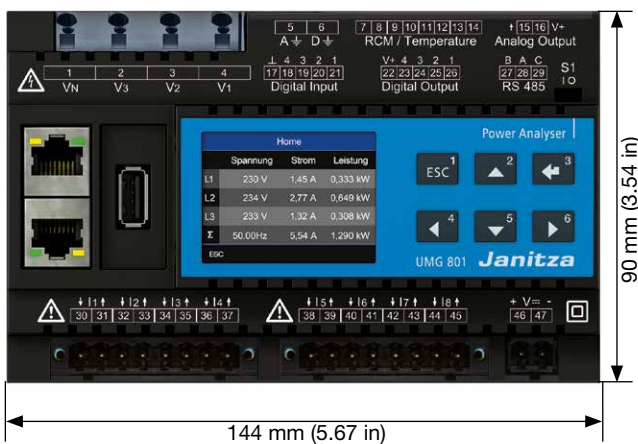 5 6
A D
7 8 9 10 11 12 13 14
RCM / Temperature
15 16 V+
Analog Output
1 2 3 4
VN V3 V2 V1
⊥ 4 3 2 1
17 18 19 20 21
Digital Input
V+ 4 3 2 1
22 23 24 25 26
Digital Output
B A C
27 28 29
RS 485
S1
I O
Home
Spannung Strom Leistung
L1 230 V 1,45 A 0,333 kW
L2 234 V 2,77 A 0,649 kW
L3 233 V 1,32 A 0,308 kW
Σ 50.00Hz 5,54 A 1,290 kW
ESC
Power Analyser
ESC 1 2 3
4 5 6
UMG 801 Janitza
I1 I2 I3 I4
30 31 32 33 34 35 36 37
I5 I6 I7 I8
38 39 40 41 42 43 44 45
+ V -
46 47
90 mm (3.54 in)
144 mm (5.67 in)